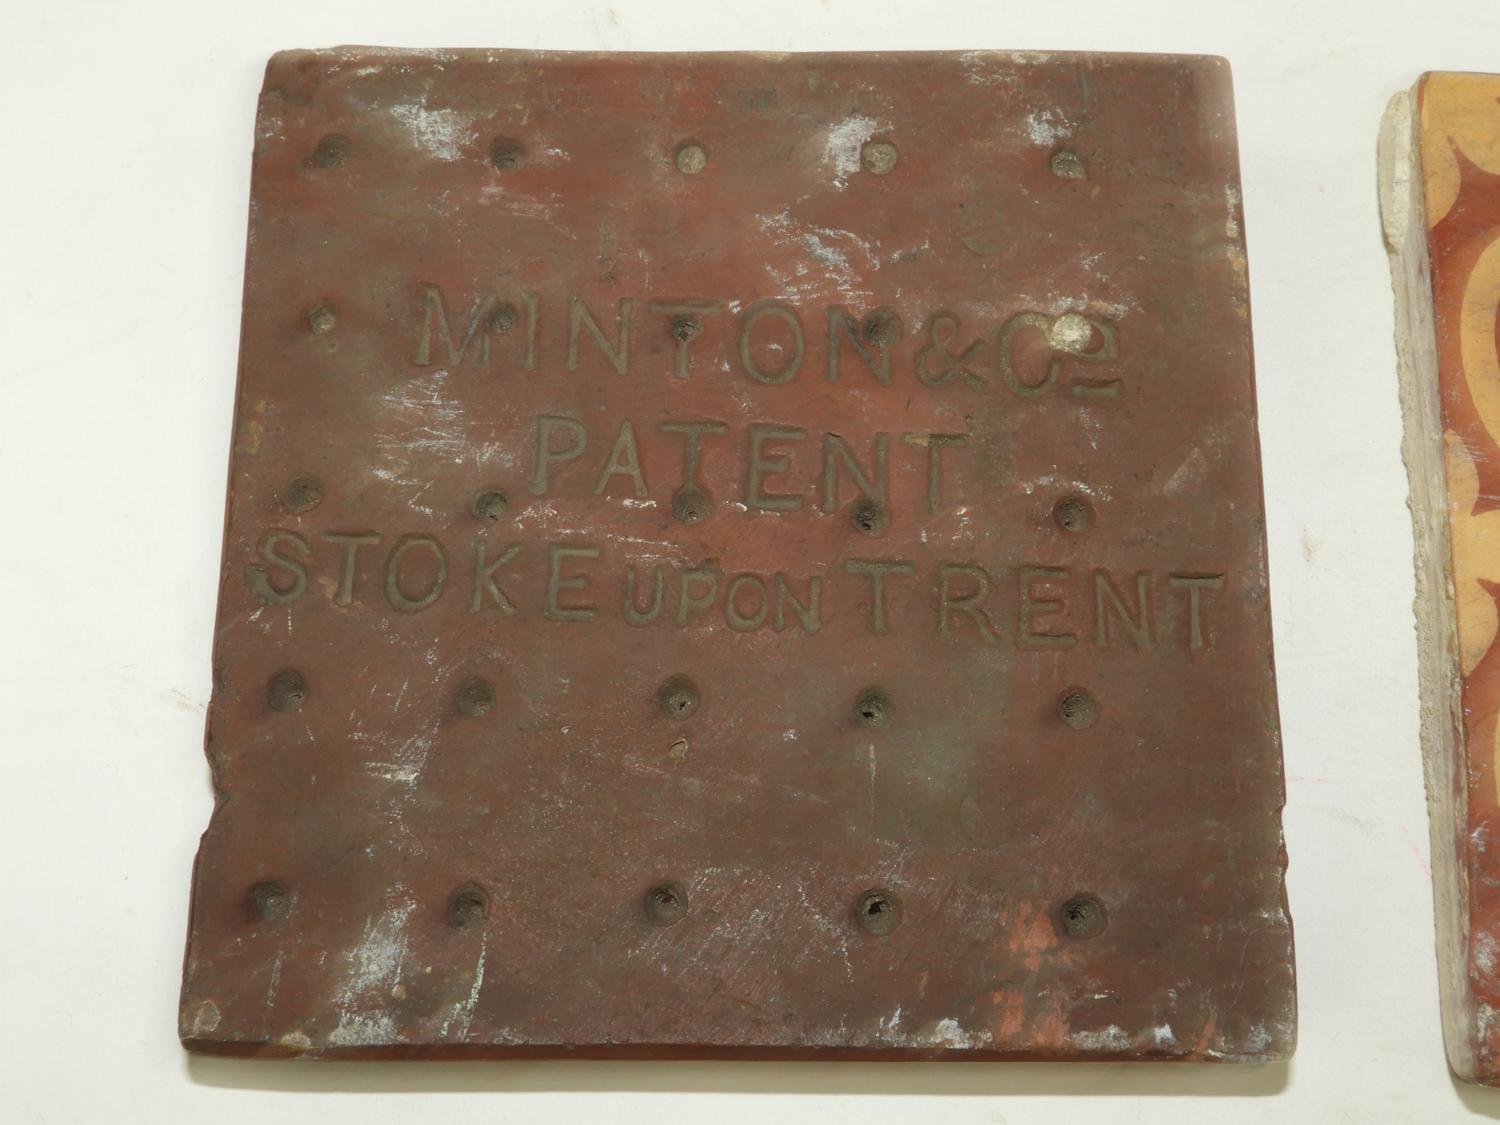 MINTON & Co
PATENT
STOKE UPON TRENT